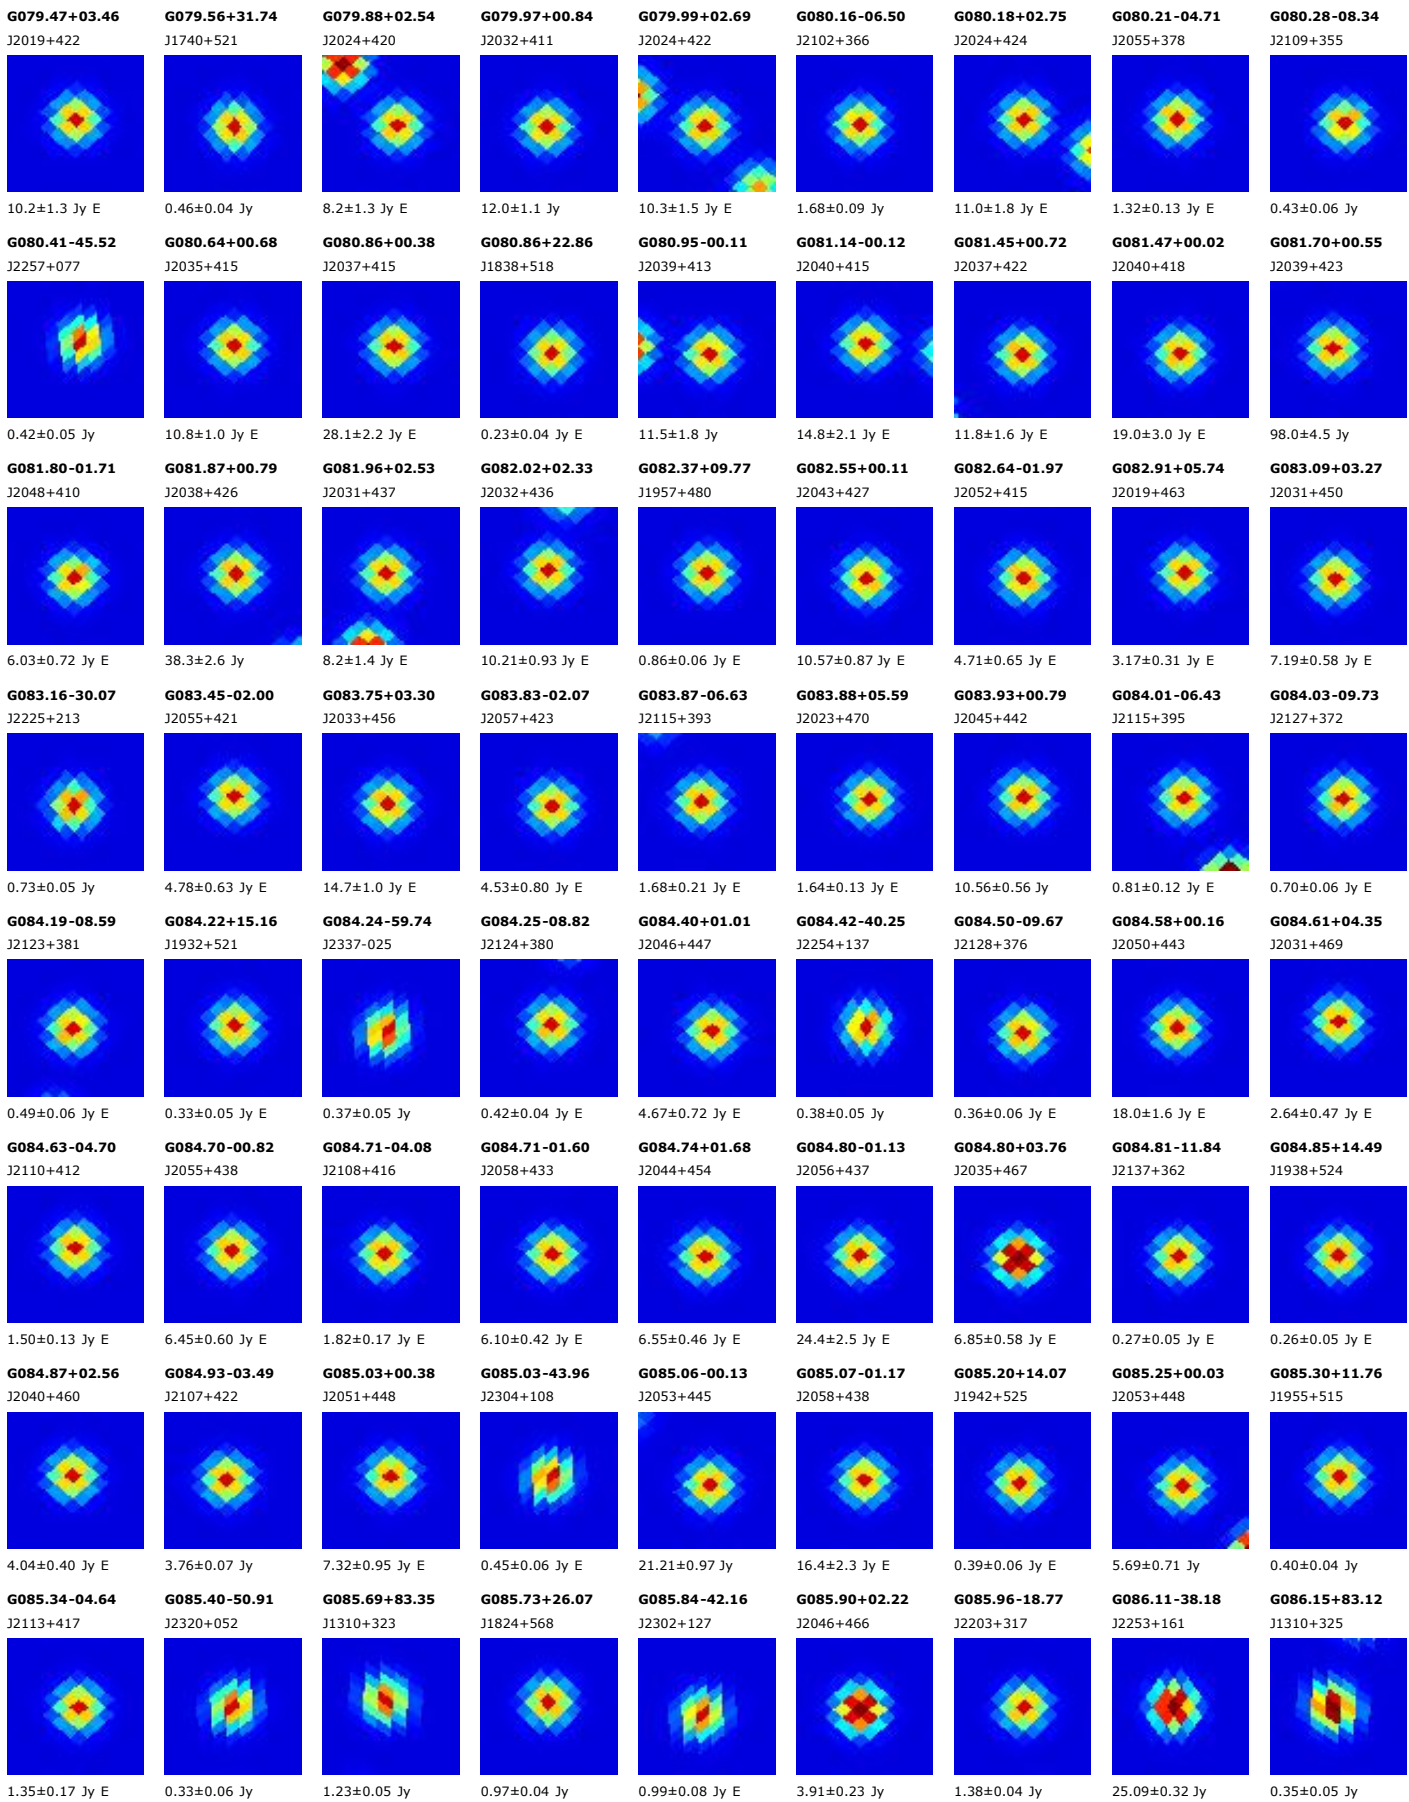 G079.47+03.46 G079.56+31.74 G079.88+02.54 G079.97+00.84 G079.99+02.69 G080.16-06.50 G080.18+02.75 G080.21-04.71 G080.28-08.34
J2019+422 J1740+521 J2024+420 J2032+411 J2024+422 J2102+366 J2024+424 J2055+378 J2109+355
10.2±1.3 Jy E 0.46±0.04 Jy 8.2±1.3 Jy E 12.0±1.1 Jy 10.3±1.5 Jy E 1.68±0.09 Jy 11.0±1.8 Jy E 1.32±0.13 Jy E 0.43±0.06 Jy
G080.41-45.52 G080.64+00.68 G080.86+00.38 G080.86+22.86 G080.95-00.11 G081.14-00.12 G081.45+00.72 G081.47+00.02 G081.70+00.55
J2257+077 J2035+415 J2037+415 J1838+518 J2039+413 J2040+415 J2037+422 J2040+418 J2039+423
0.42±0.05 Jy 10.8±1.0 Jy E 28.1±2.2 Jy E 0.23±0.04 Jy E 11.5±1.8 Jy 14.8±2.1 Jy E 11.8±1.6 Jy E 19.0±3.0 Jy E 98.0±4.5 Jy
G081.80-01.71 G081.87+00.79 G081.96+02.53 G082.02+02.33 G082.37+09.77 G082.55+00.11 G082.64-01.97 G082.91+05.74 G083.09+03.27
J2048+410 J2038+426 J2031+437 J2032+436 J1957+480 J2043+427 J2052+415 J2019+463 J2031+450
6.03±0.72 Jy E 38.3±2.6 Jy 8.2±1.4 Jy E 10.21±0.93 Jy E 0.86±0.06 Jy E 10.57±0.87 Jy E 4.71±0.65 Jy E 3.17±0.31 Jy E 7.19±0.58 Jy E
G083.16-30.07 G083.45-02.00 G083.75+03.30 G083.83-02.07 G083.87-06.63 G083.88+05.59 G083.93+00.79 G084.01-06.43 G084.03-09.73
J2225+213 J2055+421 J2033+456 J2057+423 J2115+393 J2023+470 J2045+442 J2115+395 J2127+372
0.73±0.05 Jy 4.78±0.63 Jy E 14.7±1.0 Jy E 4.53±0.80 Jy E 1.68±0.21 Jy E 1.64±0.13 Jy E 10.56±0.56 Jy 0.81±0.12 Jy E 0.70±0.06 Jy E
G084.19-08.59 G084.22+15.16 G084.24-59.74 G084.25-08.82 G084.40+01.01 G084.42-40.25 G084.50-09.67 G084.58+00.16 G084.61+04.35
J2123+381 J1932+521 J2337-025 J2124+380 J2046+447 J2254+137 J2128+376 J2050+443 J2031+469
0.49±0.06 Jy E 0.33±0.05 Jy E 0.37±0.05 Jy 0.42±0.04 Jy E 4.67±0.72 Jy E 0.38±0.05 Jy 0.36±0.06 Jy E 18.0±1.6 Jy E 2.64±0.47 Jy E
G084.63-04.70 G084.70-00.82 G084.71-04.08 G084.71-01.60 G084.74+01.68 G084.80-01.13 G084.80+03.76 G084.81-11.84 G084.85+14.49
J2110+412 J2055+438 J2108+416 J2058+433 J2044+454 J2056+437 J2035+467 J2137+362 J1938+524
1.50±0.13 Jy E 6.45±0.60 Jy E 1.82±0.17 Jy E 6.10±0.42 Jy E 6.55±0.46 Jy E 24.4±2.5 Jy E 6.85±0.58 Jy E 0.27±0.05 Jy E 0.26±0.05 Jy E
G084.87+02.56 G084.93-03.49 G085.03+00.38 G085.03-43.96 G085.06-00.13 G085.07-01.17 G085.20+14.07 G085.25+00.03 G085.30+11.76
J2040+460 J2107+422 J2051+448 J2304+108 J2053+445 J2058+438 J1942+525 J2053+448 J1955+515
4.04±0.40 Jy E 3.76±0.07 Jy 7.32±0.95 Jy E 0.45±0.06 Jy E 21.21±0.97 Jy 16.4±2.3 Jy E 0.39±0.06 Jy E 5.69±0.71 Jy 0.40±0.04 Jy
G085.34-04.64 G085.40-50.91 G085.69+83.35 G085.73+26.07 G085.84-42.16 G085.90+02.22 G085.96-18.77 G086.11-38.18 G086.15+83.12
J2113+417 J2320+052 J1310+323 J1824+568 J2302+127 J2046+466 J2203+317 J2253+161 J1310+325
1.35±0.17 Jy E 0.33±0.06 Jy 1.23±0.05 Jy 0.97±0.04 Jy 0.99±0.08 Jy E 3.91±0.23 Jy 1.38±0.04 Jy 25.09±0.32 Jy 0.35±0.05 Jy